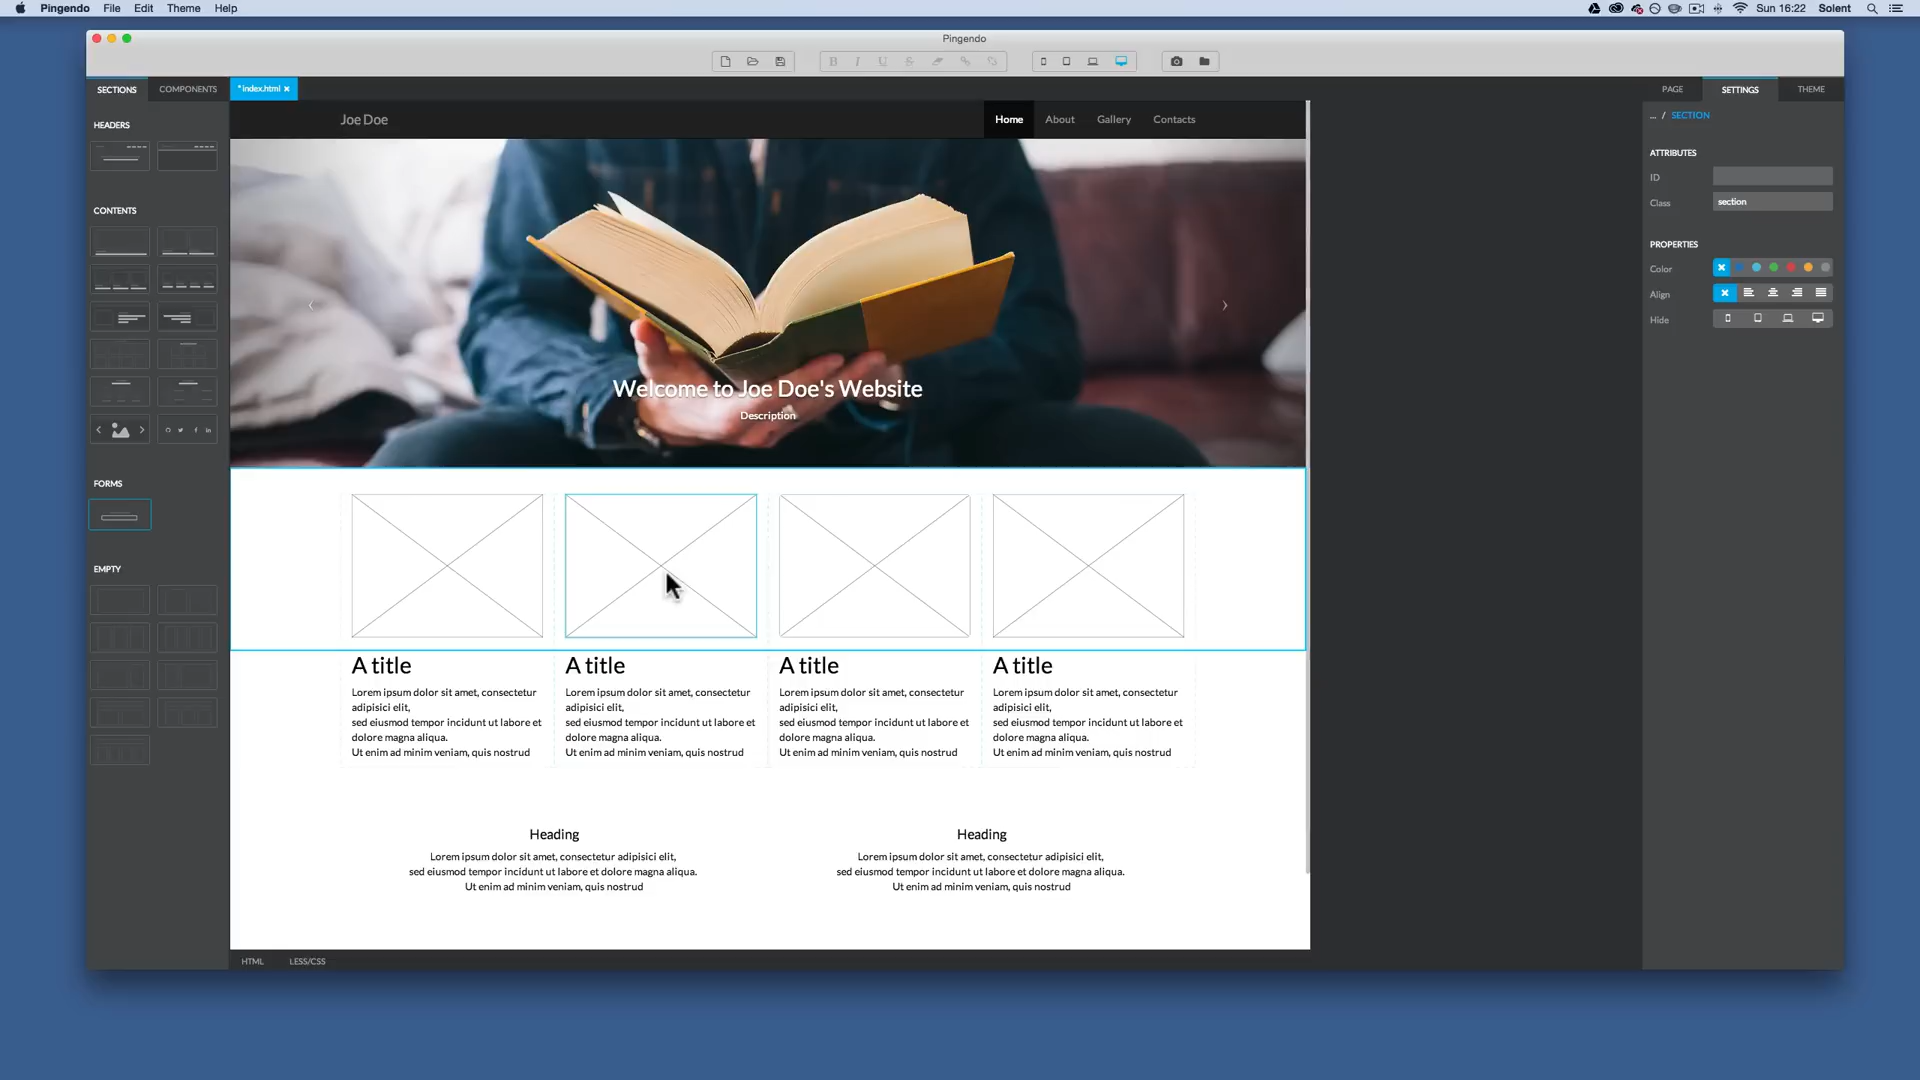 Pingendo File Edit Theme Help Sun 16:22 Solent
Pingendo
SECTIONS COMPONENTS *index.html PAGE SETTINGS THEME
Joe Doe Home About Gallery Contacts
HEADERS
CONTENTS
FORMS
EMPTY
Welcome to Joe Doe's Website
Description
A title A title A title A title
Lorem ipsum dolor sit amet, consectetur Lorem ipsum dolor sit amet, consectetur Lorem ipsum dolor sit amet, consectetur Lorem ipsum dolor sit amet, consectetur
adipisici elit, adipisici elit, adipisici elit, adipisici elit,
sed eiusmod tempor incidunt ut labore et sed eiusmod tempor incidunt ut labore et sed eiusmod tempor incidunt ut labore et sed eiusmod tempor incidunt ut labore et
dolore magna aliqua. dolore magna aliqua. dolore magna aliqua. dolore magna aliqua.
Ut enim ad minim veniam, quis nostrud Ut enim ad minim veniam, quis nostrud Ut enim ad minim veniam, quis nostrud Ut enim ad minim veniam, quis nostrud
Heading Heading
Lorem ipsum dolor sit amet, consectetur adipisici elit, Lorem ipsum dolor sit amet, consectetur adipisici elit,
sed eiusmod tempor incidunt ut labore et dolore magna aliqua. sed eiusmod tempor incidunt ut labore et dolore magna aliqua.
Ut enim ad minim veniam, quis nostrud Ut enim ad minim veniam, quis nostrud
HTML LESS/CSS
... / SECTION
ATTRIBUTES
ID
Class section
PROPERTIES
Color
Align
Hide